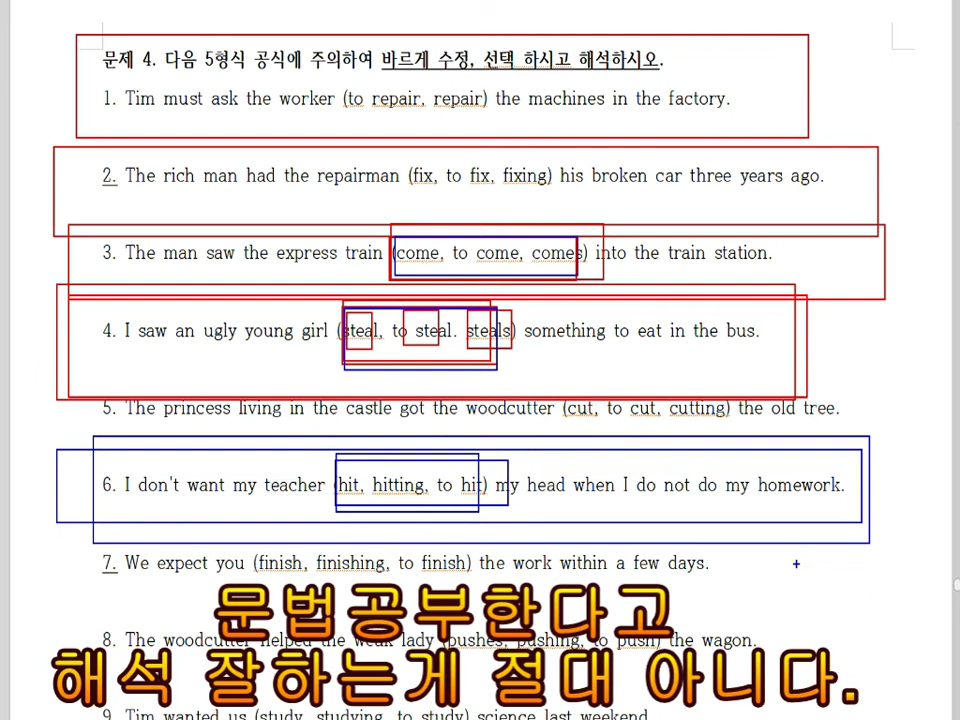 문제 4. 다음 5형식 공식에 주의하여 바르게 수정, 선택 하시고 해석하시오.
1. Tim must ask the worker (to repair, repair) the machines in the factory.
2. The rich man had the repairman (fix, to fix, fixing) his broken car three years ago.
3. The man saw the express train (come, to come, comes) into the train station.
4. I saw an ugly young girl (steal, to steal. steals) something to eat in the bus.
5. The princess living in the castle got the woodcutter (cut, to cut, cutting) the old tree.
6. I don't want my teacher (hit, hitting, to hit) my head when I do not do my homework.
7. We expect you (finish, finishing, to finish) the work within a few days.
문법공부한다고
8. The woodcutter helped the weak lady (pushes, pushing, to push) the wagon.
해석 잘하는게 절대 아니다.
9. Tim wanted us (study, studying, to study) science last weekend.